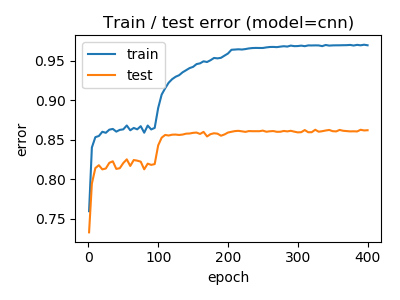 Train / test error (model=cnn)
train
test
error
0.95
0.90
0.85
0.80
0.75
0 100 200 300 400
epoch